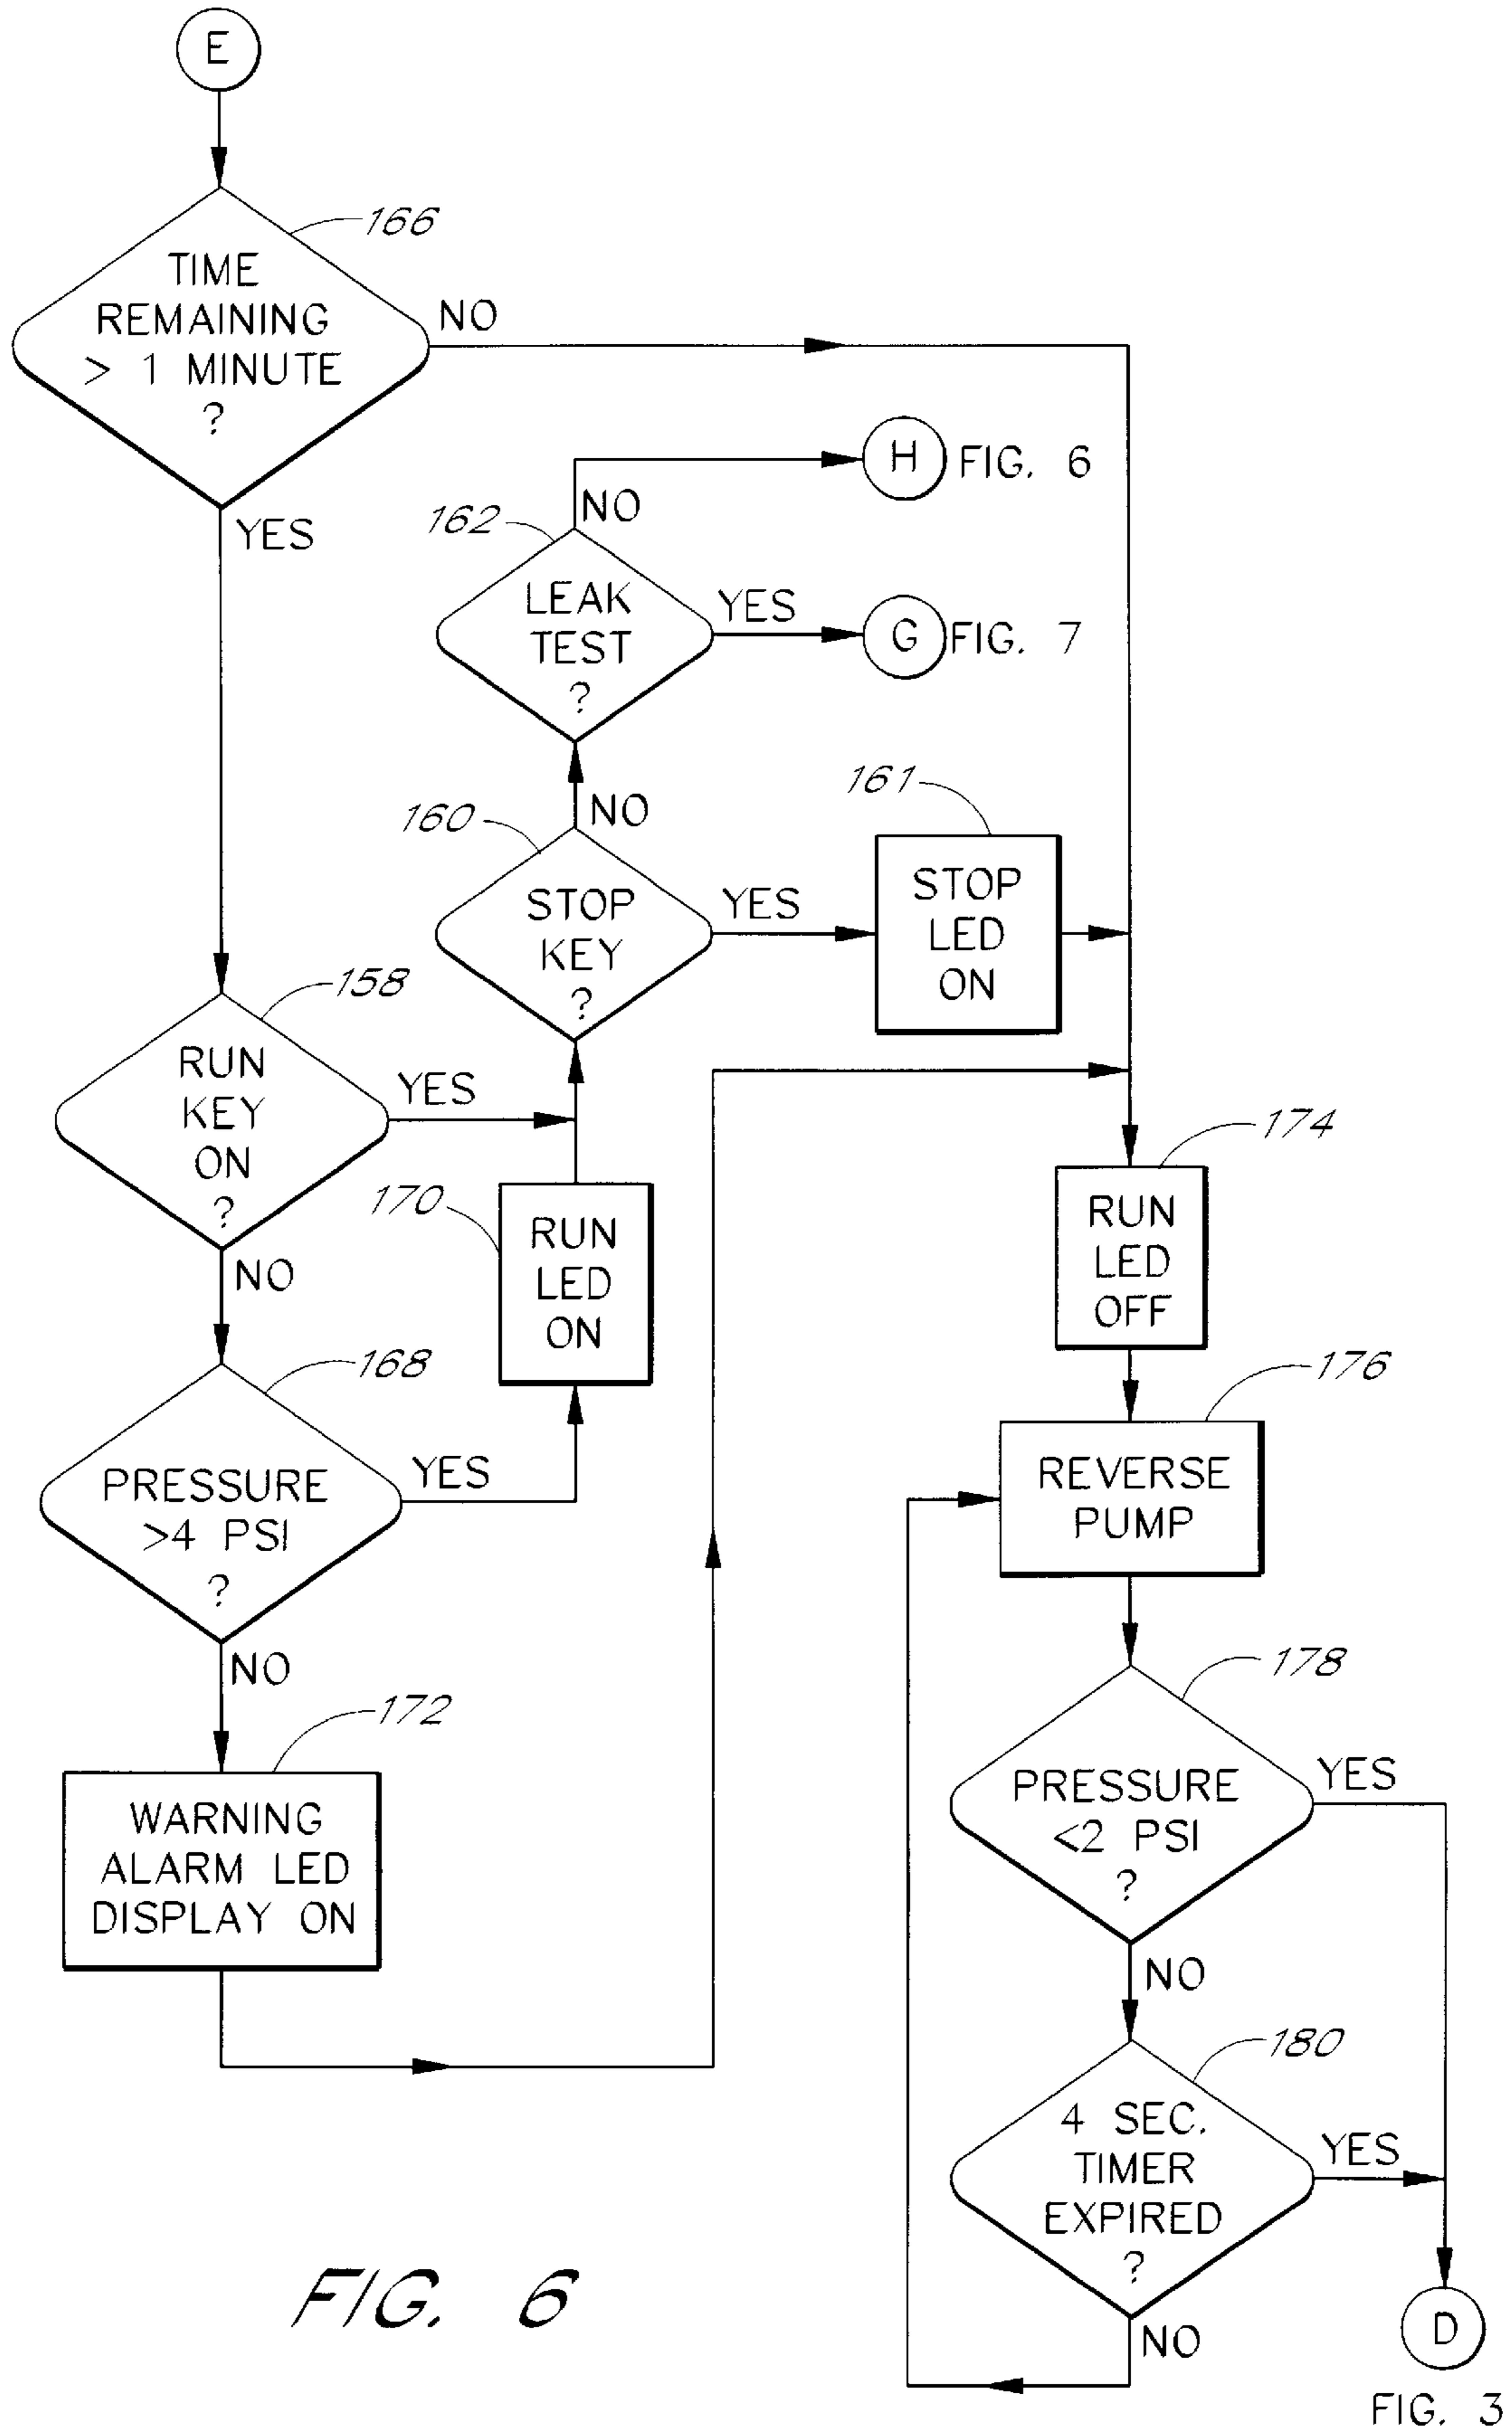 E
166
TIME
REMAINING
> 1 MINUTE
?
NO
YES
H FIG. 6
NO
162
LEAK
TEST
?
YES
G FIG. 7
NO
160
STOP
KEY
?
YES
161
STOP
LED
ON
158
RUN
KEY
ON
?
YES
NO
170
RUN
LED
ON
174
RUN
LED
OFF
168
PRESSURE
>4 PSI
?
YES
NO
176
REVERSE
PUMP
172
WARNING
ALARM LED
DISPLAY ON
178
PRESSURE
<2 PSI
?
YES
NO
180
4 SEC.
TIMER
EXPIRED
?
YES
NO
D
FIG. 3
FIG. 6